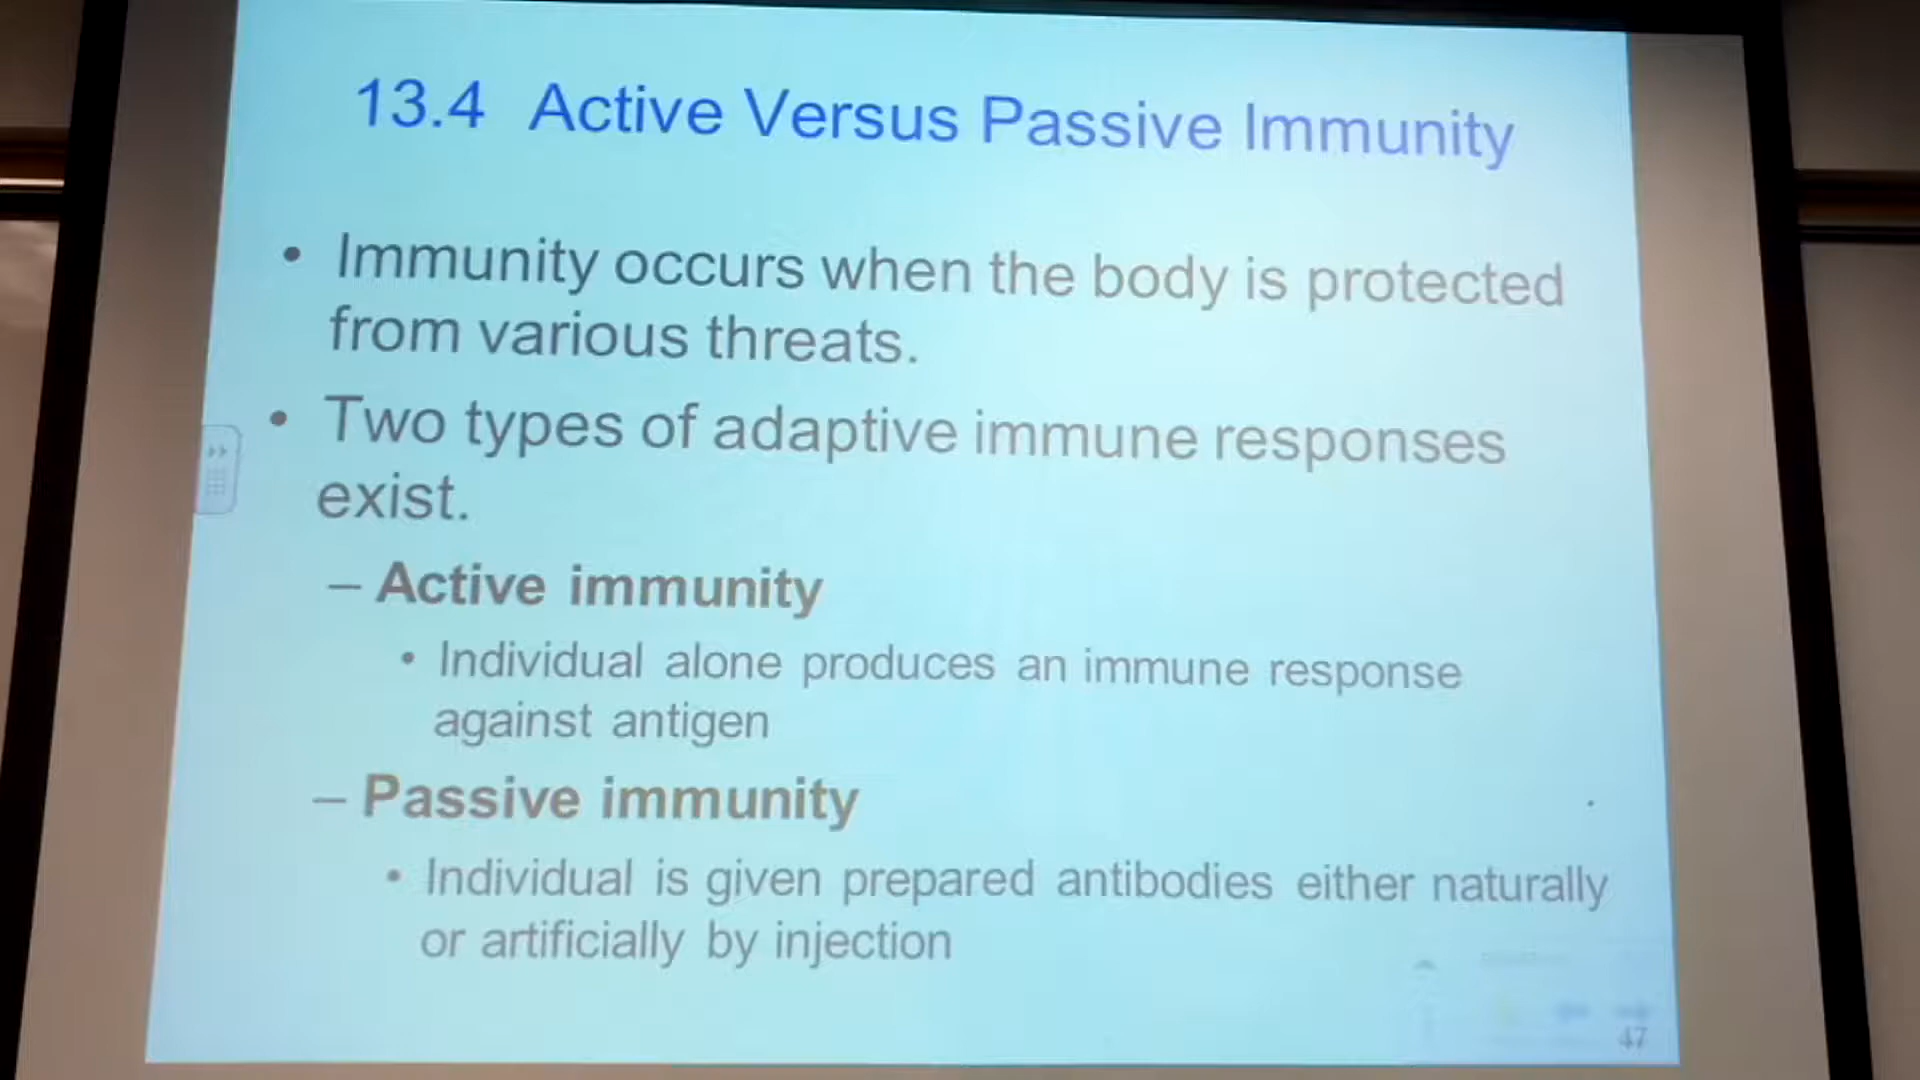 13.4 Active Versus Passive Immunity
• Immunity occurs when the body is protected
from various threats.
• Two types of adaptive immune responses
exist.
– Active immunity
• Individual alone produces an immune response
against antigen
– Passive immunity
• Individual is given prepared antibodies either naturally
or artificially by injection
47